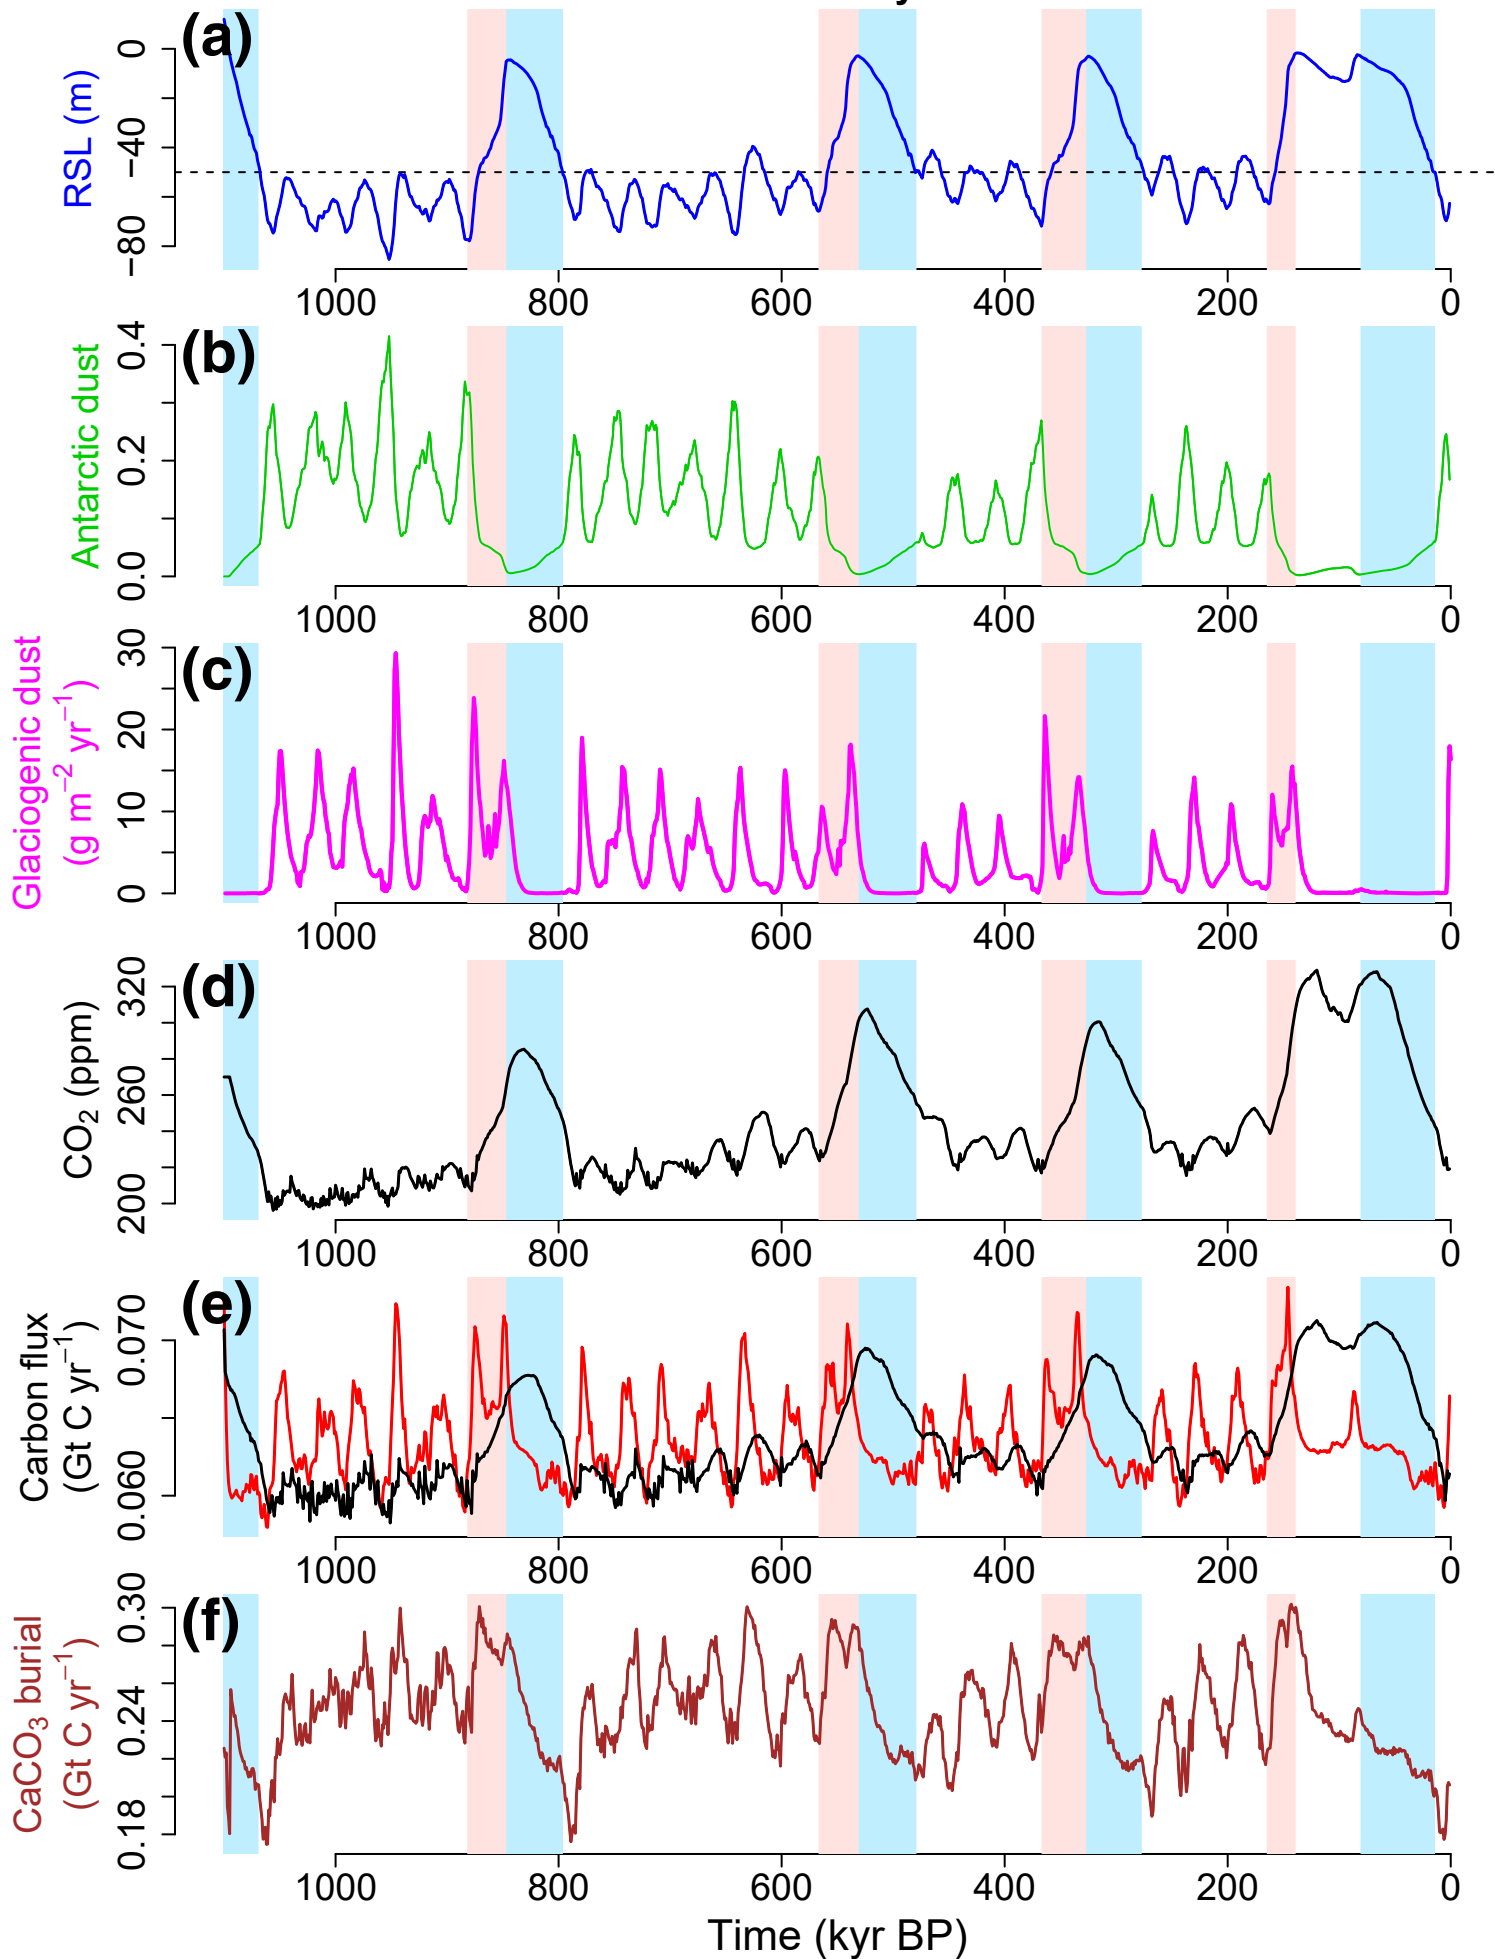 (a)
RSL (m)
0
−40
−80
1000 800 600 400 200 0
(b)
Antarctic dust
0.4
0.2
0.0
1000 800 600 400 200 0
(c)
Glaciogenic dust
(g m−2 yr−1)
30
20
10
0
1000 800 600 400 200 0
(d)
CO2 (ppm)
320
260
200
1000 800 600 400 200 0
(e)
Carbon flux
(Gt C yr−1)
0.070
0.060
1000 800 600 400 200 0
(f)
CaCO3 burial
(Gt C yr−1)
0.30
0.24
0.18
1000 800 600 400 200 0
Time (kyr BP)